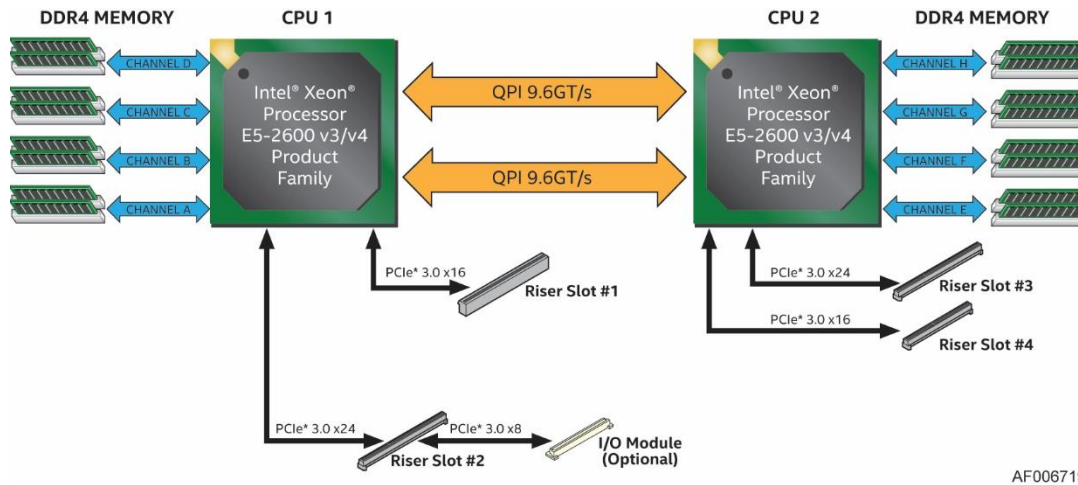 DDR4 MEMORY
CPU 1
CPU 2
DDR4 MEMORY
CHANNEL D
CHANNEL C
CHANNEL B
CHANNEL A
Intel® Xeon®
Processor
E5-2600 v3/v4
Product
Family
QPI 9.6GT/s
QPI 9.6GT/s
Intel® Xeon®
Processor
E5-2600 v3/v4
Product
Family
CHANNEL H
CHANNEL G
CHANNEL F
CHANNEL E
PCIe* 3.0 x16
Riser Slot #1
PCIe* 3.0 x24
Riser Slot #3
PCIe* 3.0 x16
Riser Slot #4
PCIe* 3.0 x24
Riser Slot #2
PCIe* 3.0 x8
I/O Module
(Optional)